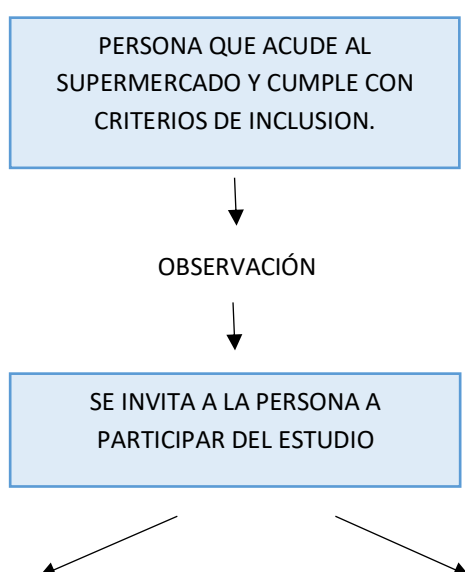 PERSONA QUE ACUDE AL
SUPERMERCADO Y CUMPLE CON
CRITERIOS DE INCLUSION.
OBSERVACIÓN
SE INVITA A LA PERSONA A
PARTICIPAR DEL ESTUDIO